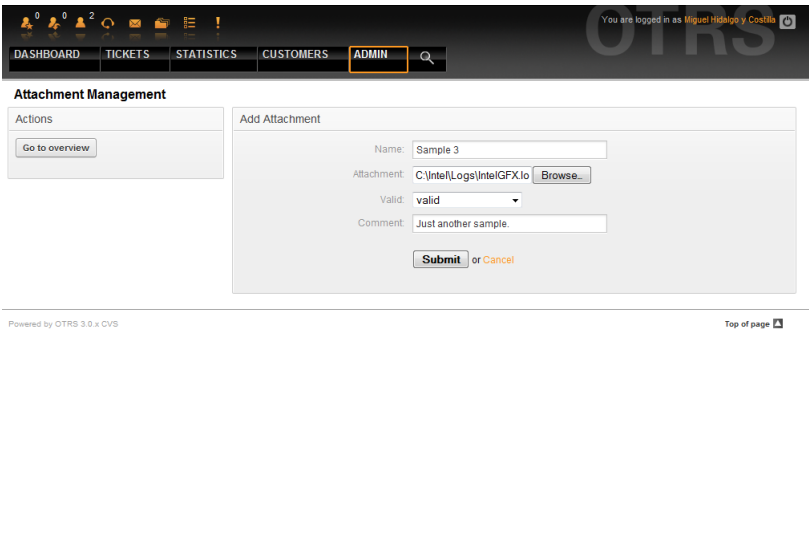 0 0 2
You are logged in as Miguel Hidalgo y Costilla
OTRS
DASHBOARD TICKETS STATISTICS CUSTOMERS ADMIN
Attachment Management
Actions
Go to overview
Add Attachment
Name: Sample 3
Attachment: C:\Intel\Logs\IntelGFX.lo Browse..
Valid: valid
Comment: Just another sample.
Submit or Cancel
Powered by OTRS 3.0.x CVS
Top of page